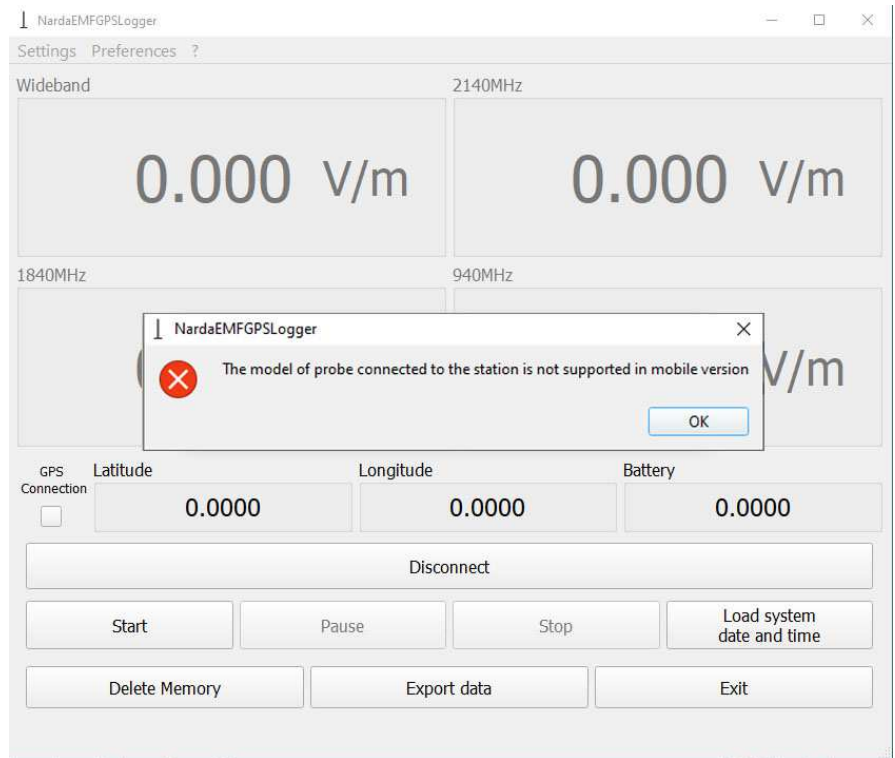 NardaEMFGPSLogger
Settings Preferences ?
Wideband
2140MHz
0.000 V/m
0.000 V/m
1840MHz
940MHz
V/m
NardaEMFGPSLogger
The model of probe connected to the station is not supported in mobile version
OK
GPS
Connection
Latitude
Longitude
Battery
0.0000
0.0000
0.0000
Disconnect
Start
Pause
Stop
Load system
date and time
Delete Memory
Export data
Exit